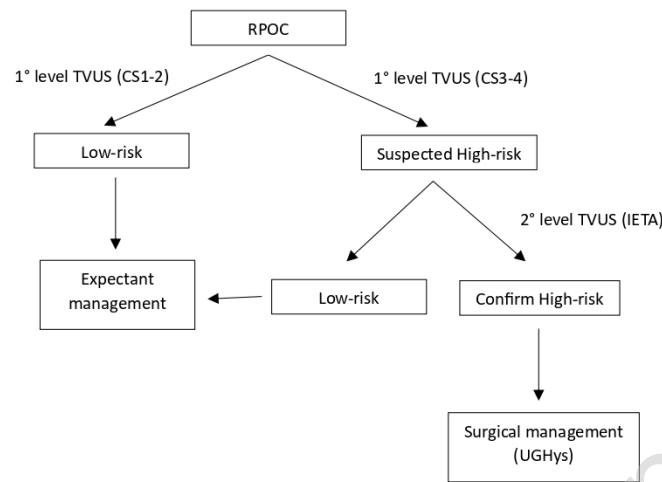 RPOC
1° level TVUS (CS1-2)
1° level TVUS (CS3-4)
Low-risk
Suspected High-risk
2° level TVUS (IETA)
Expectant
management
Low-risk
Confirm High-risk
Surgical management
(UGHys)